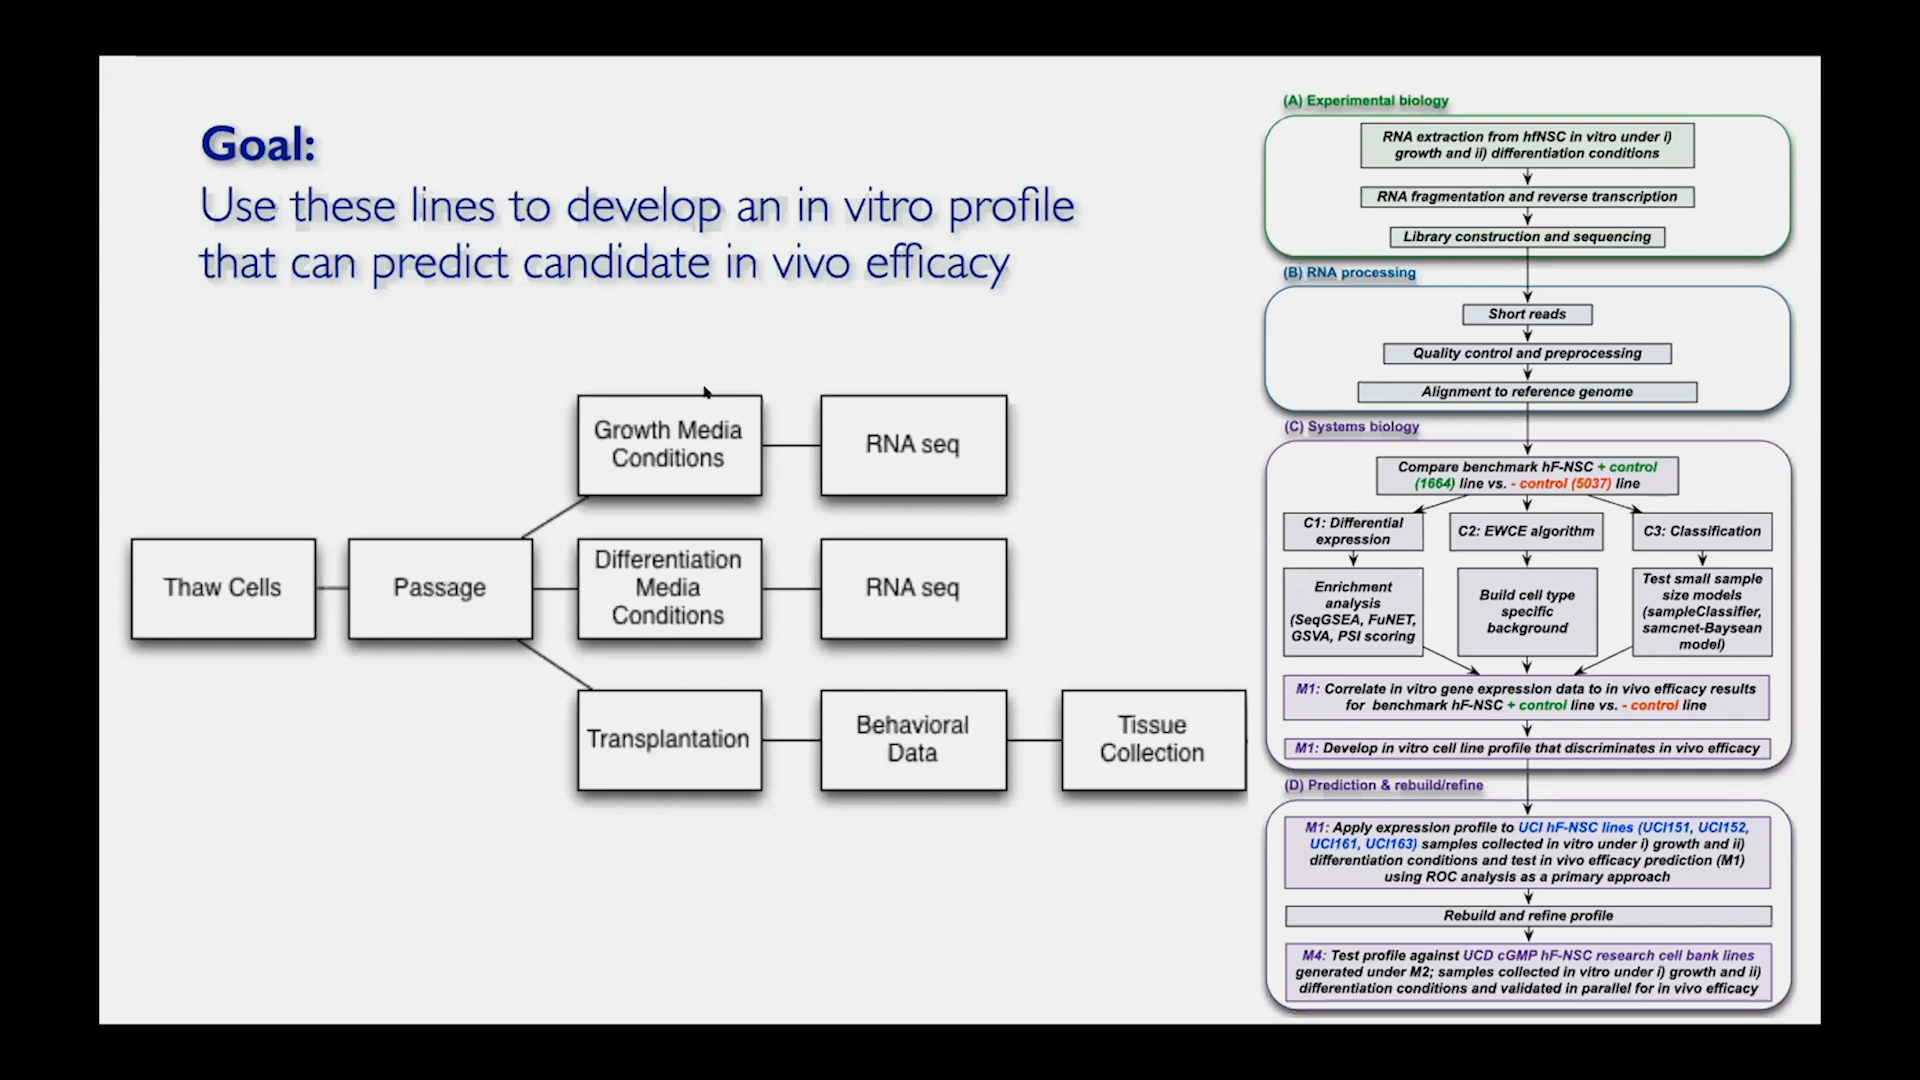 Goal:
Use these lines to develop an in vitro profile
that can predict candidate in vivo efficacy
Thaw Cells
Passage
Growth Media
Conditions
RNA seq
Differentiation
Media
Conditions
RNA seq
Transplantation
Behavioral
Data
Tissue
Collection
(A) Experimental biology
RNA extraction from hfNSC in vitro under i)
growth and ii) differentiation conditions
RNA fragmentation and reverse transcription
Library construction and sequencing
(B) RNA processing
Short reads
Quality control and preprocessing
Alignment to reference genome
(C) Systems biology
Compare benchmark hF-NSC + control
(1664) line vs. - control (5037) line
C1: Differential
expression
C2: EWCE algorithm
C3: Classification
Enrichment
analysis
(SeqGSEA, FuNET,
GSVA, PSI scoring
Build cell type
specific
background
Test small sample
size models
(sampleClassifier,
samcnet-Baysean
model)
M1: Correlate in vitro gene expression data to in vivo efficacy results
for benchmark hF-NSC + control line vs. - control line
M1: Develop in vitro cell line profile that discriminates in vivo efficacy
(D) Prediction & rebuild/refine
M1: Apply expression profile to UCI hF-NSC lines (UCI151, UCI152,
UCI161, UCI163) samples collected in vitro under i) growth and ii)
differentiation conditions and test in vivo efficacy prediction (M1)
using ROC analysis as a primary approach
Rebuild and refine profile
M4: Test profile against UCD cGMP hF-NSC research cell bank lines
generated under M2; samples collected in vitro under i) growth and ii)
differentiation conditions and validated in parallel for in vivo efficacy